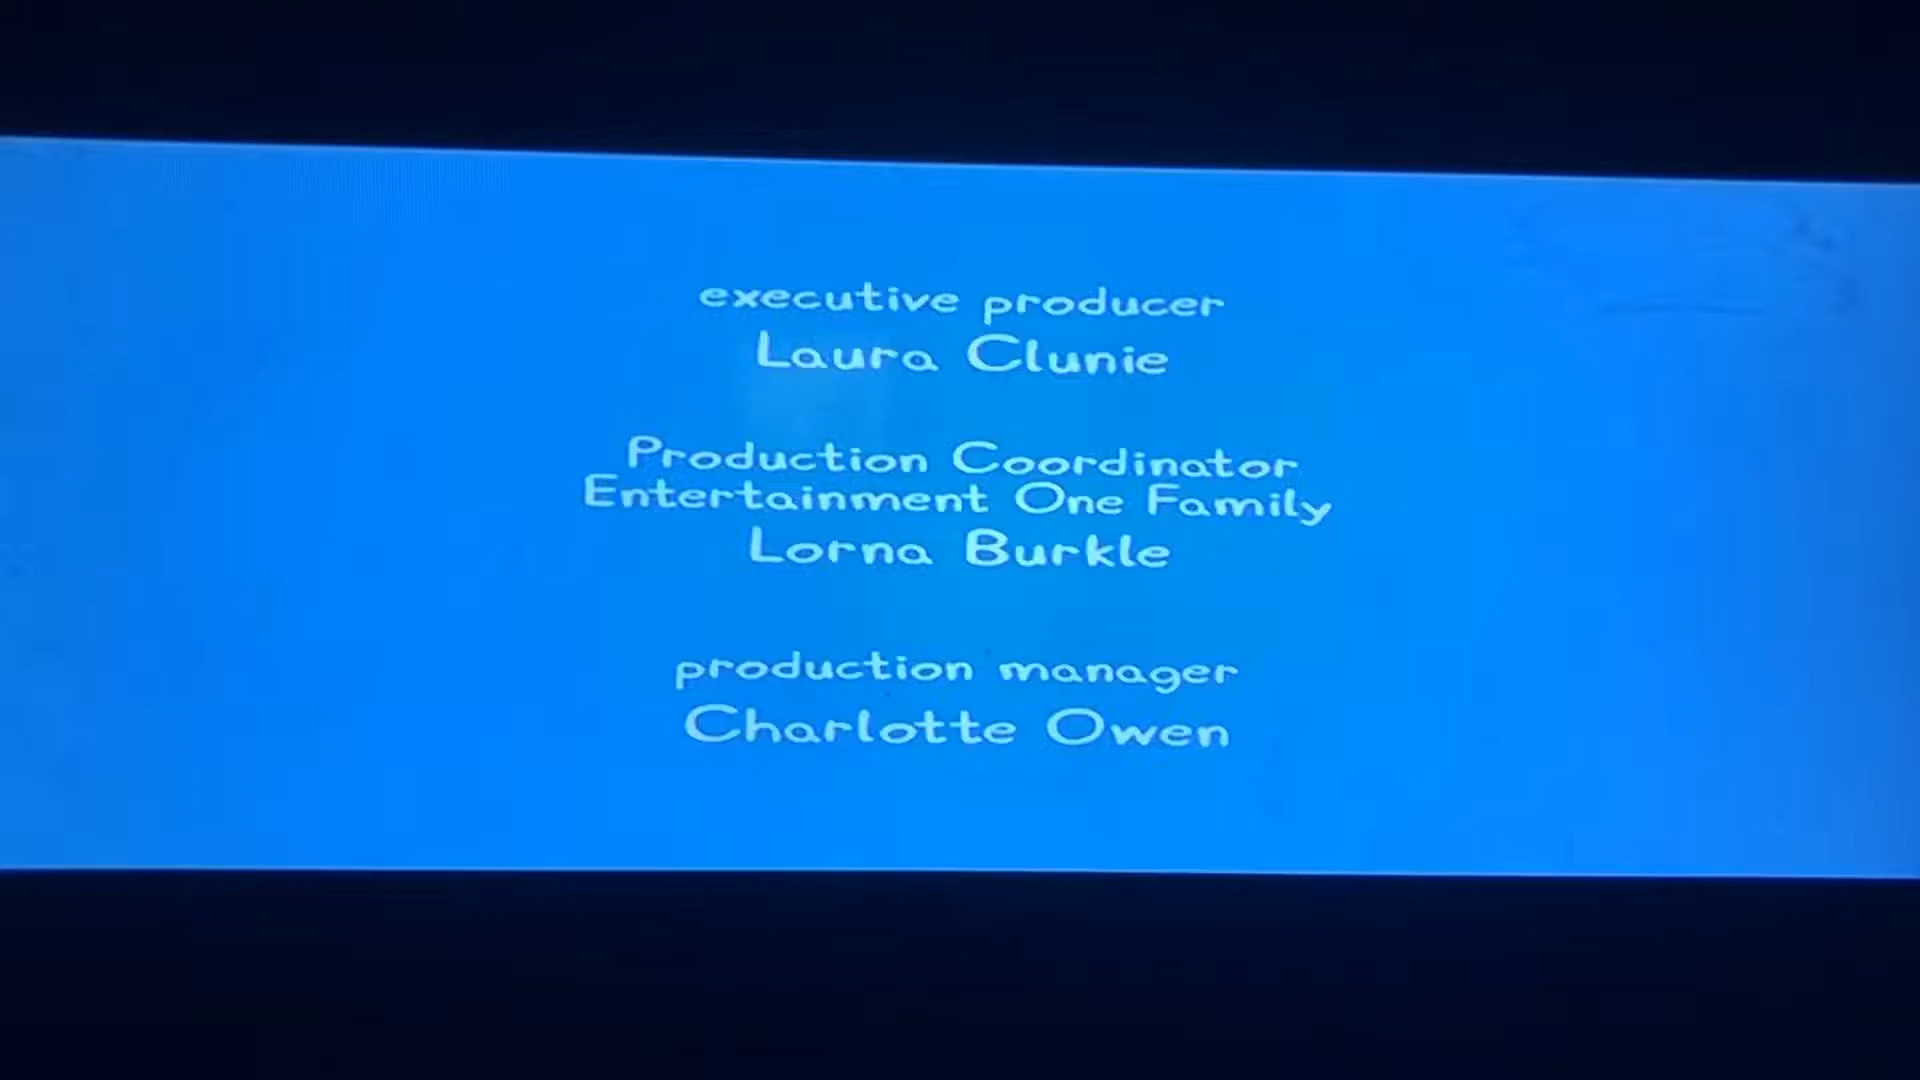 executive producer
Laura Clunie
Production Coordinator
Entertainment One Family
Lorna Burkle
production manager
Charlotte Owen